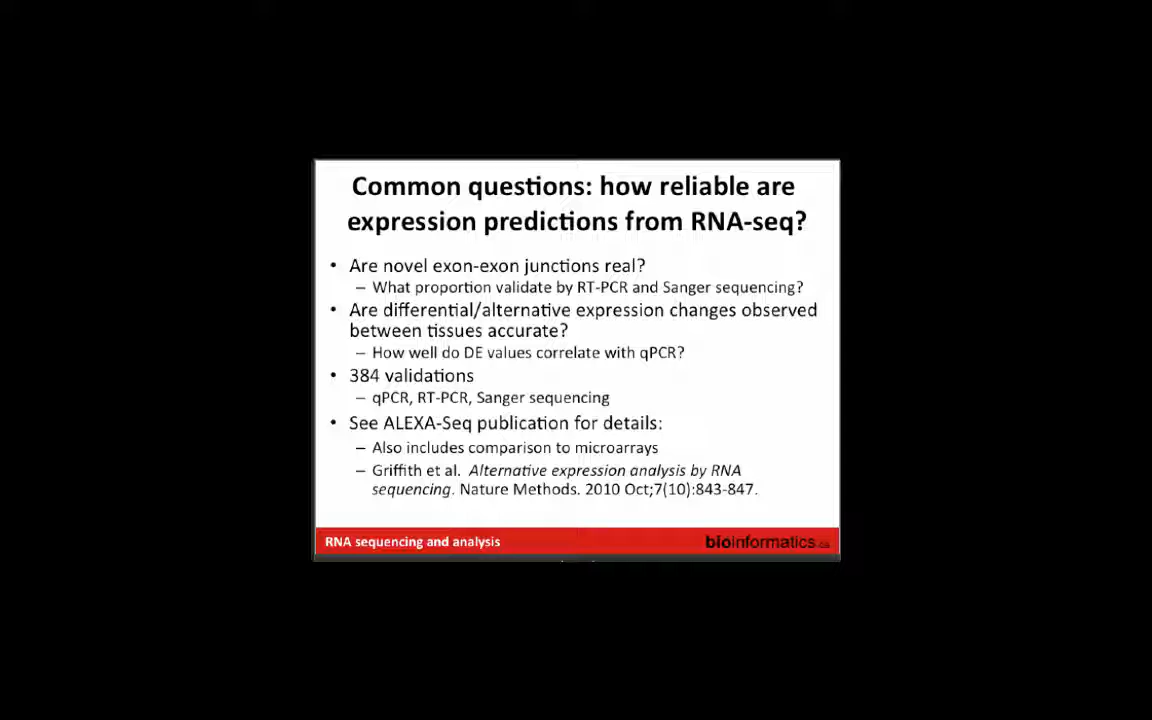 Common questions: how reliable are
expression predictions from RNA-seq?
• Are novel exon-exon junctions real?
– What proportion validate by RT-PCR and Sanger sequencing?
• Are differential/alternative expression changes observed
between tissues accurate?
– How well do DE values correlate with qPCR?
• 384 validations
– qPCR, RT-PCR, Sanger sequencing
• See ALEXA-Seq publication for details:
– Also includes comparison to microarrays
– Griffith et al. Alternative expression analysis by RNA
sequencing. Nature Methods. 2010 Oct;7(10):843-847.
RNA sequencing and analysis
bioinformatics.ca